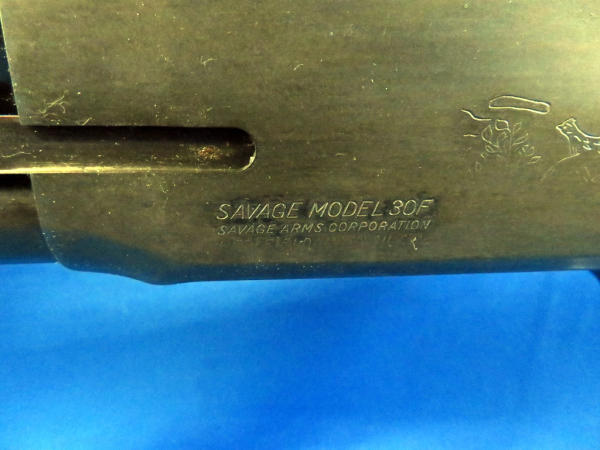 SAVAGE MODEL 30F
SAVAGE ARMS CORPORATION